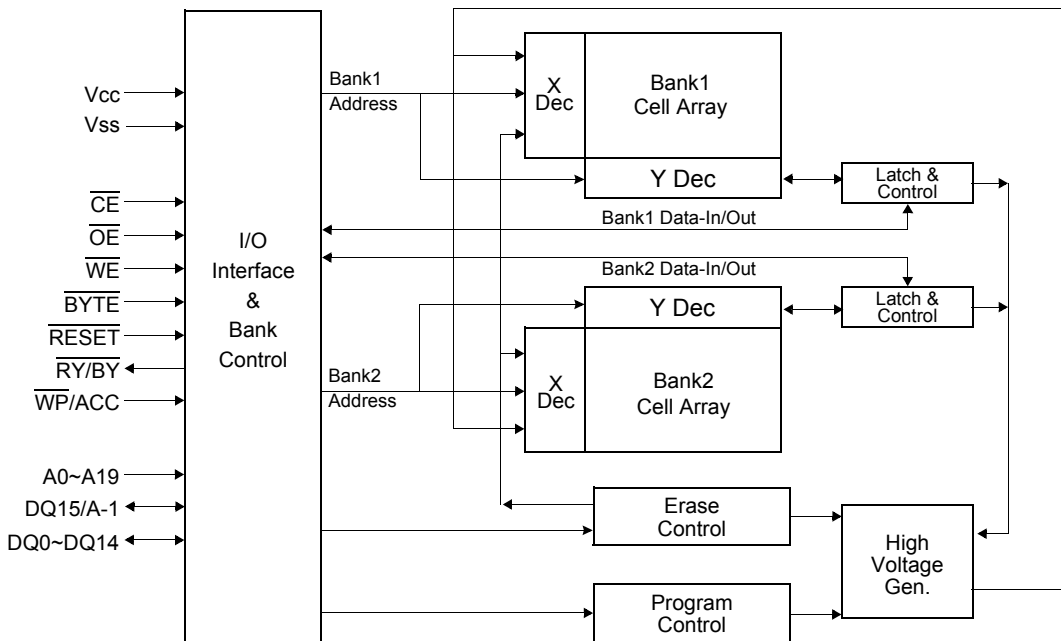 Vcc
Vss
CE
OE
WE
BYTE
RESET
RY/BY
WP/ACC
A0~A19
DQ15/A-1
DQ0~DQ14
I/O
Interface
&
Bank
Control
Bank1
Address
X
Dec
Bank1
Cell Array
Y Dec
Latch &
Control
Bank1 Data-In/Out
Bank2 Data-In/Out
Y Dec
Latch &
Control
Bank2
Address
X
Dec
Bank2
Cell Array
Erase
Control
High
Voltage
Gen.
Program
Control